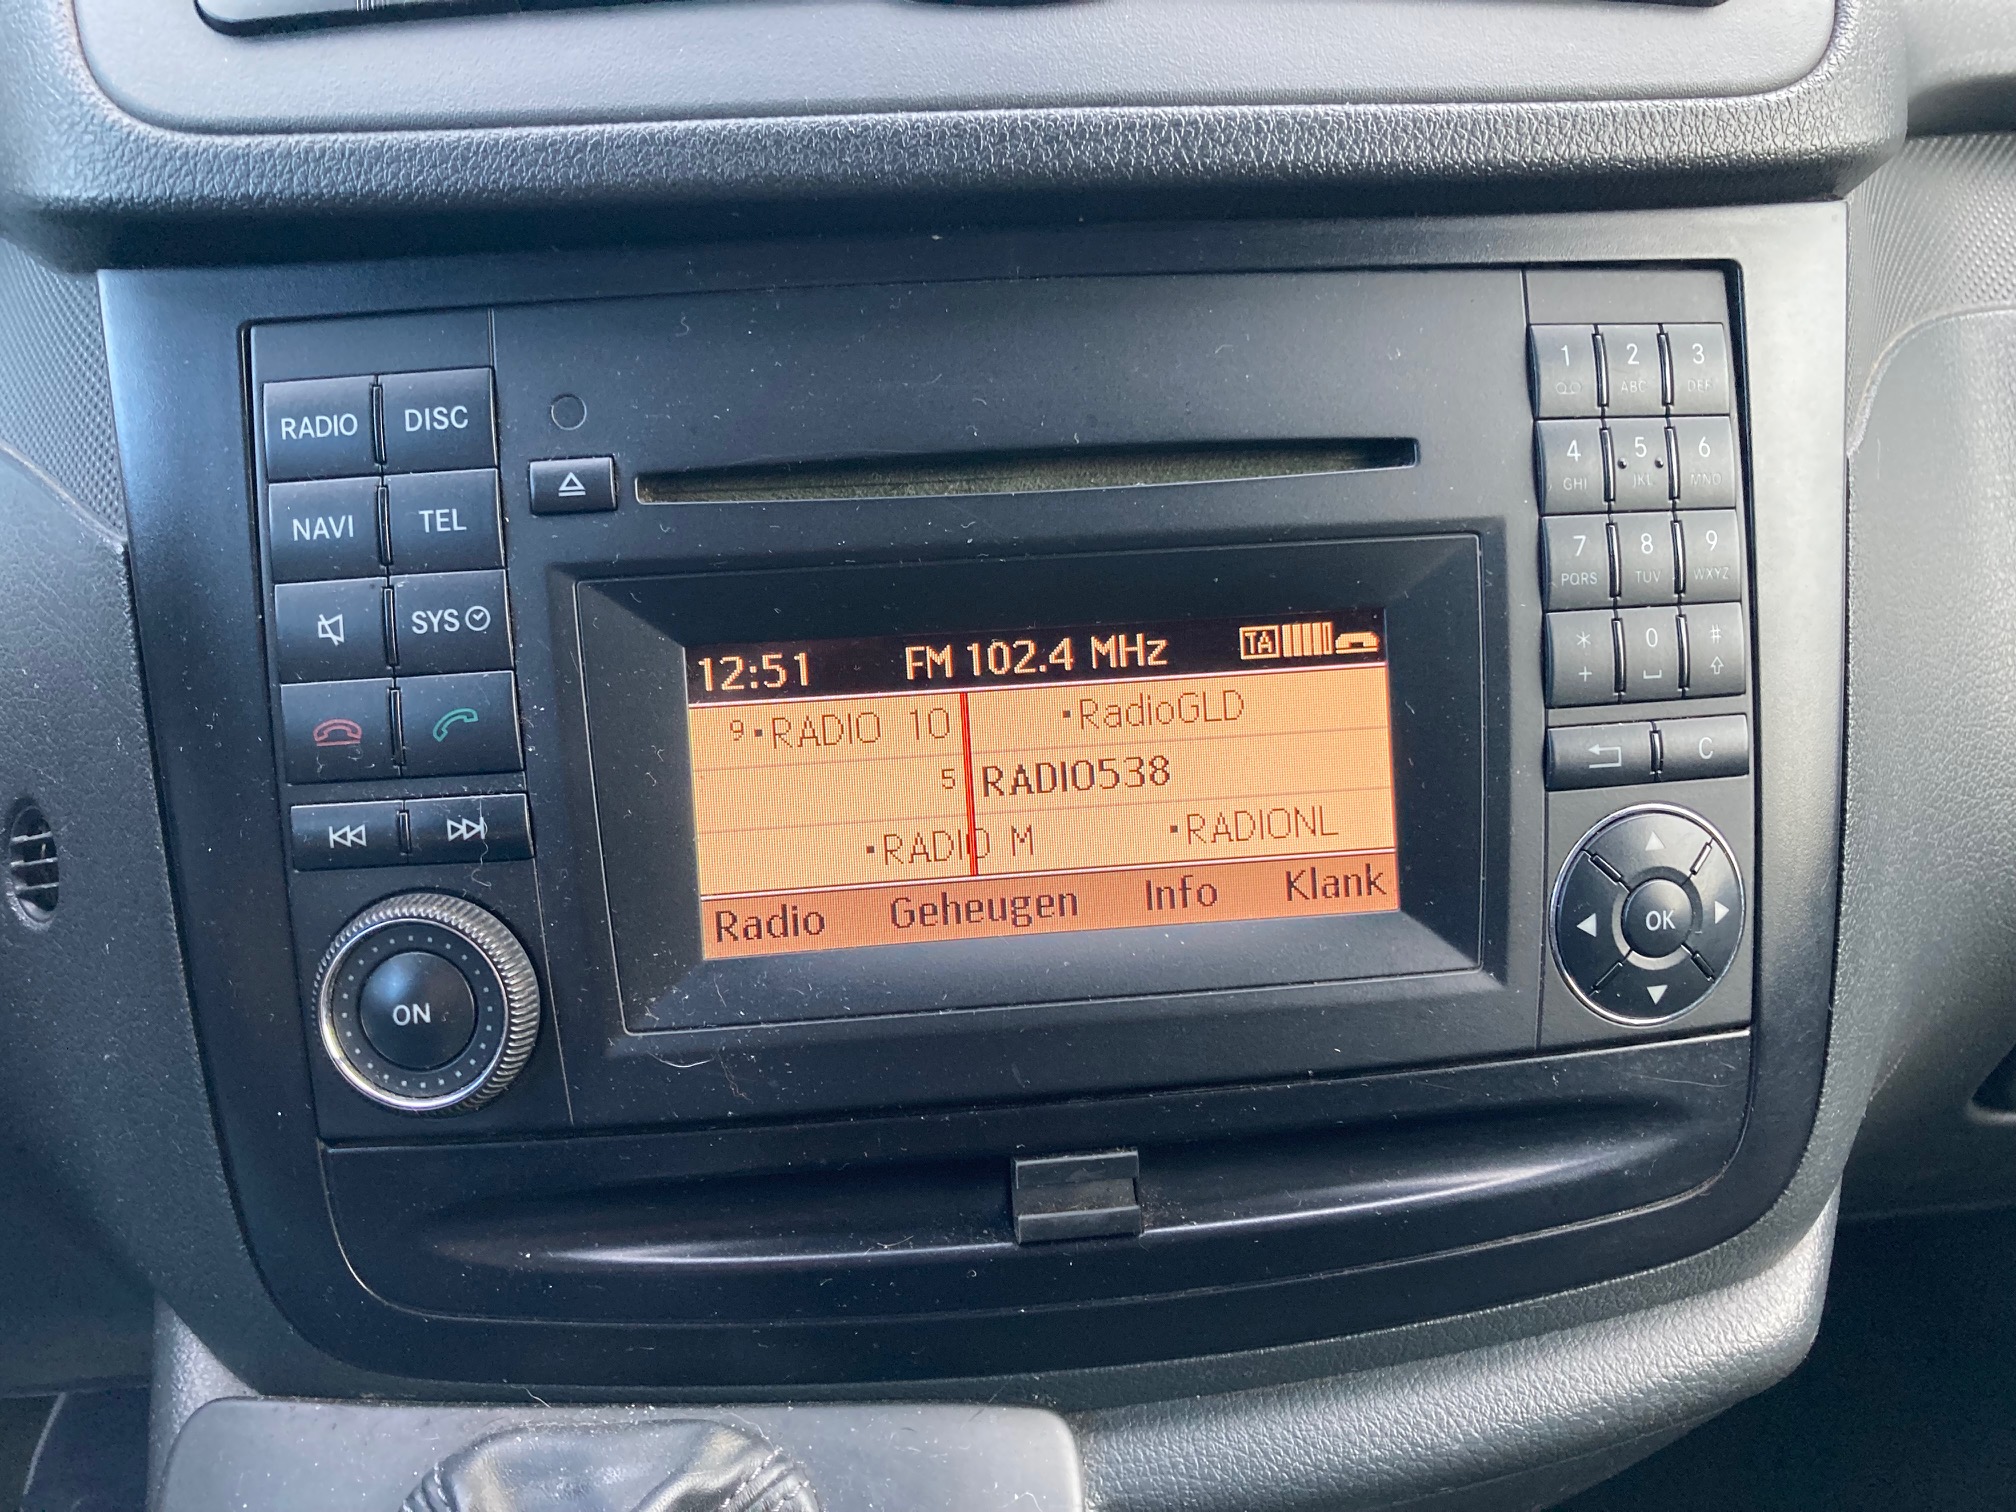 RADIO DISC
NAVI TEL
SYS
ON
12:51 FM 102.4 MHz TA
9 RADIO 10 RadioGLD
5 RADIO538
RADIO M RADIONL
Radio Geheugen Info Klank
1 2 3
ABC DEF
4 5 6
GHI JKL MNO
7 8 9
PQRS TUV WXYZ
* 0 #
+
C
OK